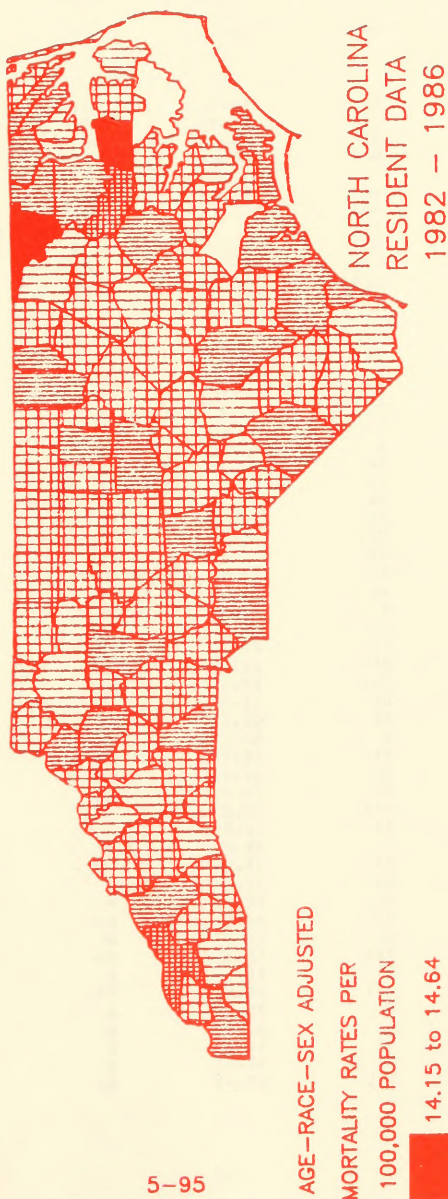 NORTH CAROLINA
RESIDENT DATA
1982 – 1986
AGE–RACE–SEX ADJUSTED
MORTALITY RATES PER
100,000 POPULATION
14.15 to 14.64
5–95